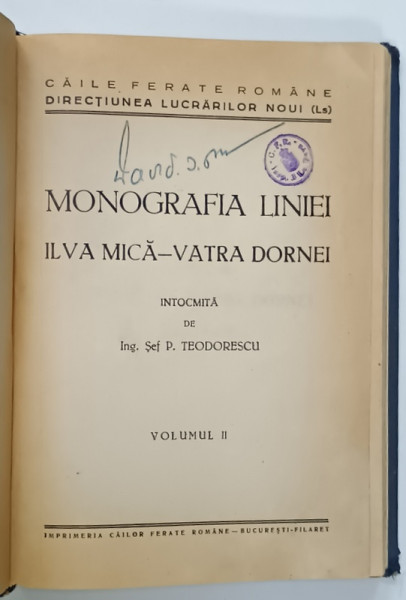 CĂILE FERATE ROMÂNE
DIRECȚIUNEA LUCRĂRILOR NOUI (Ls)
C.F.R.
MONOGRAFIA LINIEI
ILVA MICĂ—VATRA DORNEI
INTOCMITĂ
DE
Ing. Șef P. TEODORESCU
VOLUMUL II
IMPRIMERIA CĂILOR FERATE ROMÂNE—BUCUREȘTI-FILARET